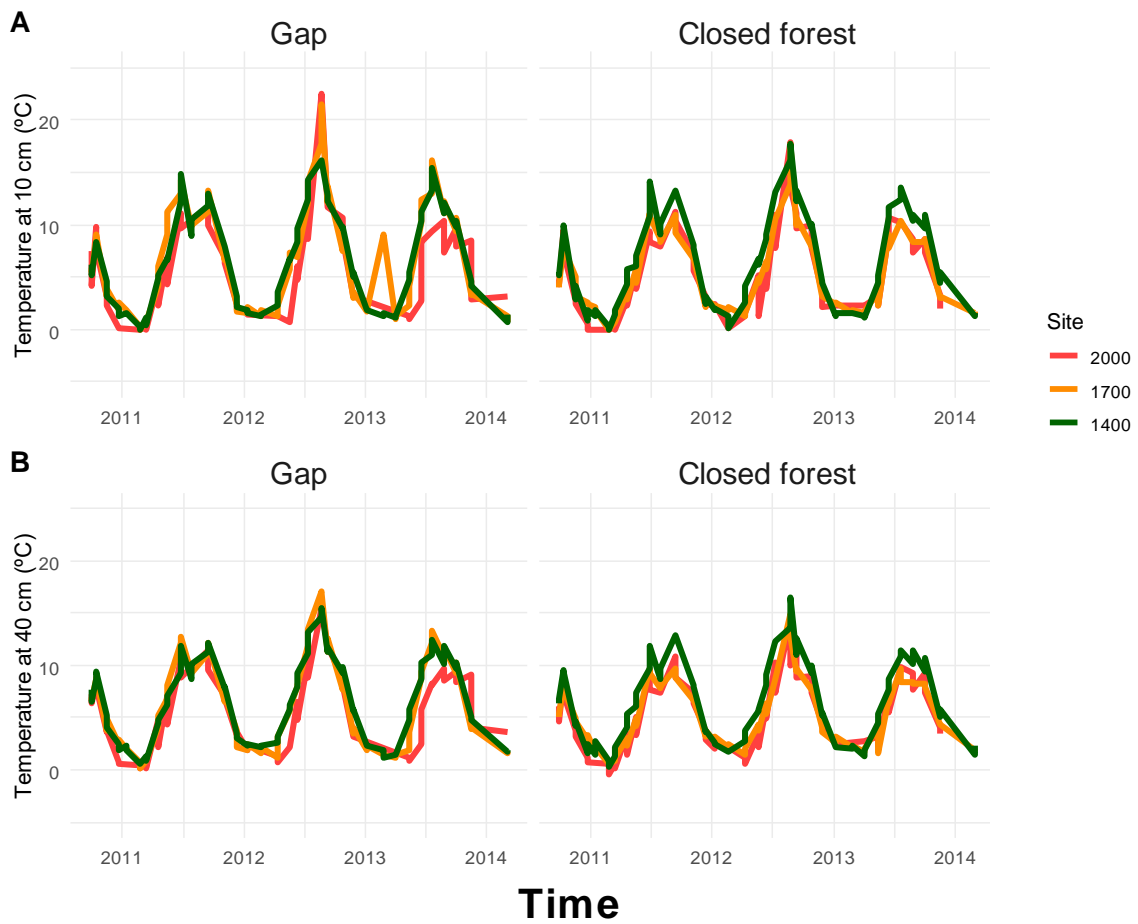 A
Gap Closed forest
Temperature at 10 cm (ºC)
20
10
0
2011 2012 2013 2014 2011 2012 2013 2014
Site
2000
1700
1400
B
Gap Closed forest
Temperature at 40 cm (ºC)
20
10
0
2011 2012 2013 2014 2011 2012 2013 2014
Time